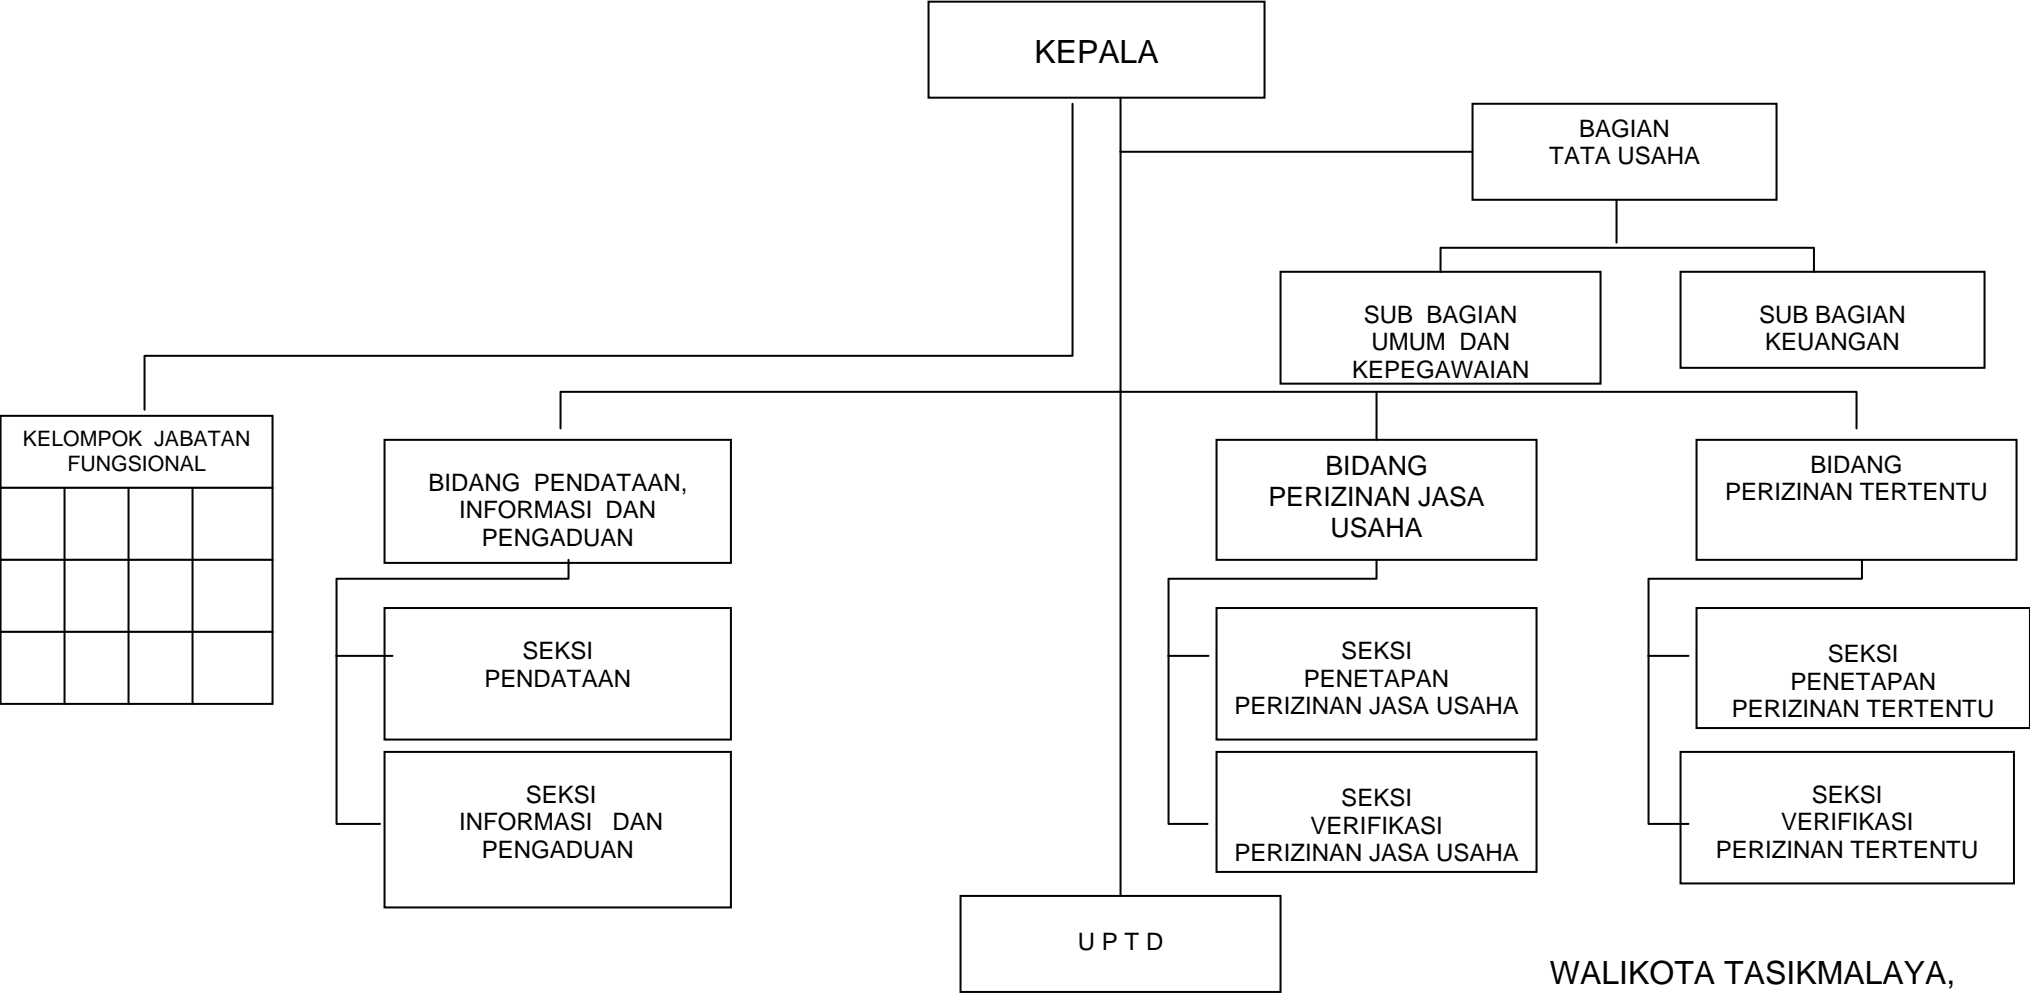 KEPALA
BAGIAN
TATA USAHA
SUB BAGIAN
UMUM DAN
KEPEGAWAIAN
SUB BAGIAN
KEUANGAN
KELOMPOK JABATAN
FUNGSIONAL
BIDANG PENDATAAN,
INFORMASI DAN
PENGADUAN
BIDANG
PERIZINAN JASA
USAHA
BIDANG
PERIZINAN TERTENTU
SEKSI
PENDATAAN
SEKSI
PENETAPAN
PERIZINAN JASA USAHA
SEKSI
PENETAPAN
PERIZINAN TERTENTU
SEKSI
INFORMASI DAN
PENGADUAN
SEKSI
VERIFIKASI
PERIZINAN JASA USAHA
SEKSI
VERIFIKASI
PERIZINAN TERTENTU
U P T D
WALIKOTA TASIKMALAYA,